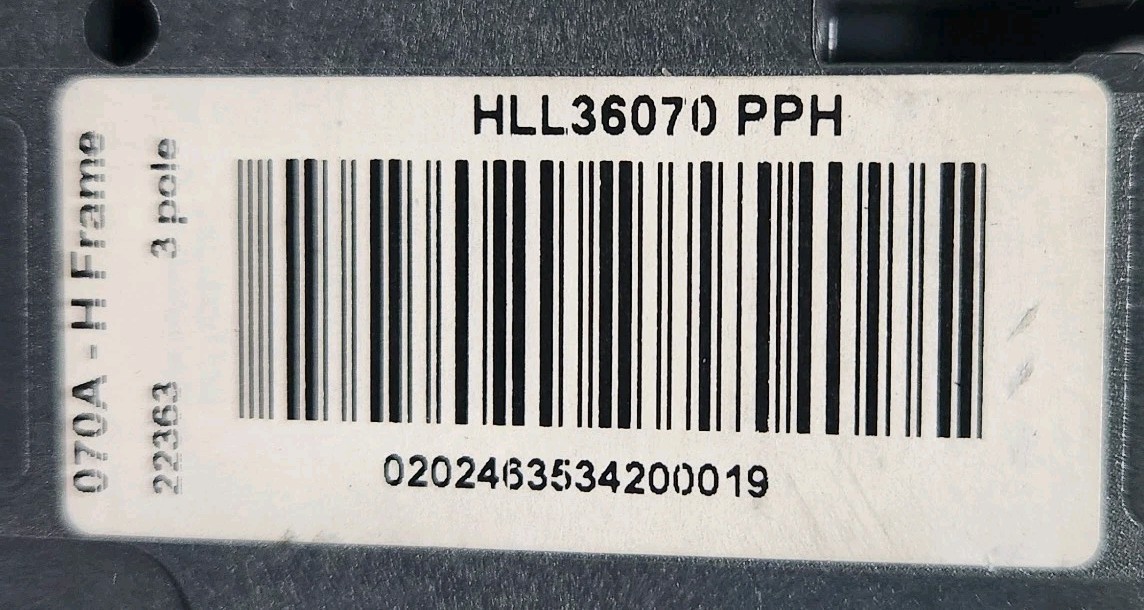 HLL36070 PPH
070A - H Frame
22363 3 pole
0202463534200019